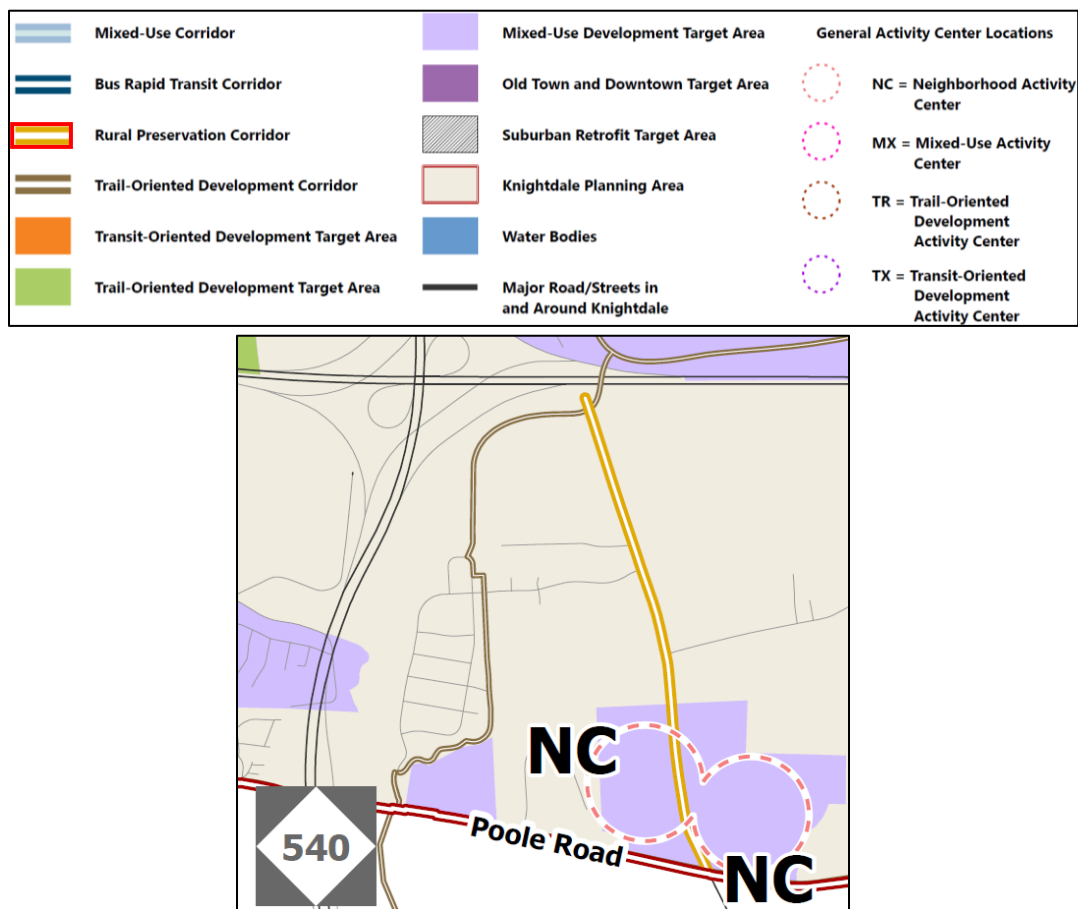 Mixed-Use Corridor
Bus Rapid Transit Corridor
Rural Preservation Corridor
Trail-Oriented Development Corridor
Transit-Oriented Development Target Area
Trail-Oriented Development Target Area
Mixed-Use Development Target Area
Old Town and Downtown Target Area
Suburban Retrofit Target Area
Knightdale Planning Area
Water Bodies
Major Road/Streets in
and Around Knightdale
General Activity Center Locations
NC = Neighborhood Activity
Center
MX = Mixed-Use Activity
Center
TR = Trail-Oriented
Development
Activity Center
TX = Transit-Oriented
Development
Activity Center
NC
Poole Road
540
NC